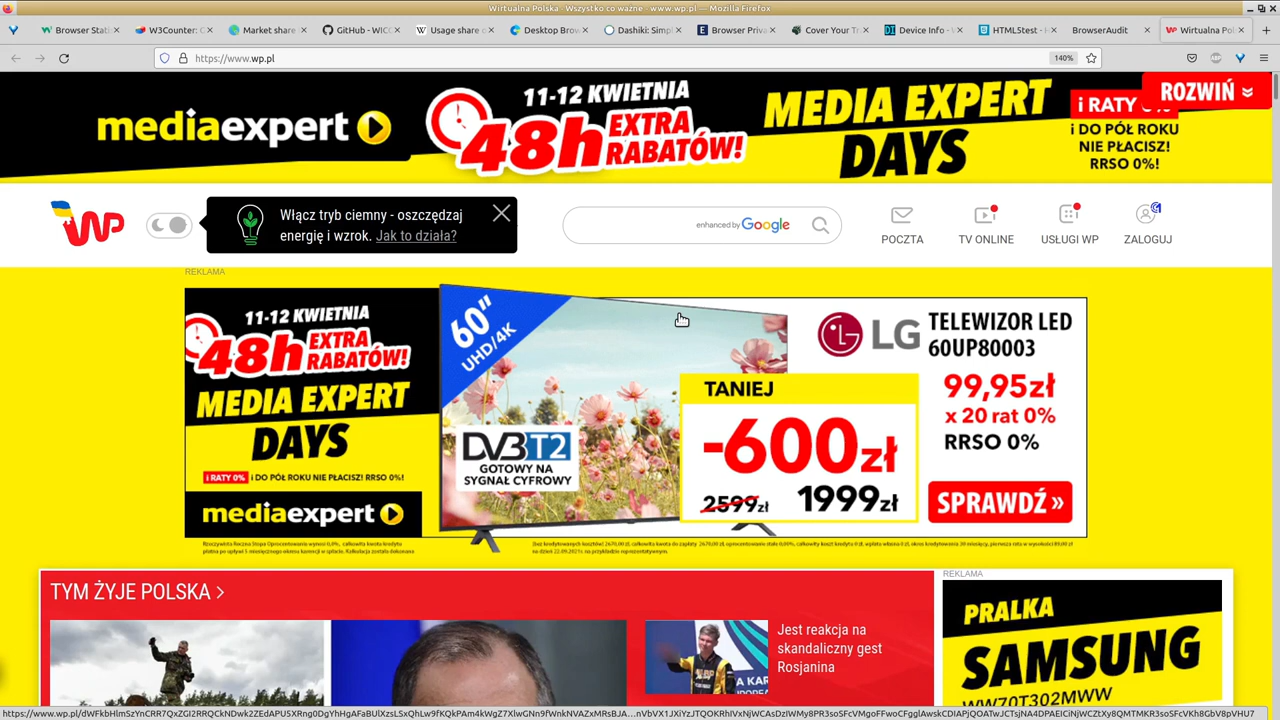 Wirtualna Polska - Wszystko co ważne - www.wp.pl — Mozilla Firefox
Browser Stati
W3Counter: G
Market share
GitHub - WICG
Usage share o
Desktop Brow
Dashiki: Simpl
Browser Priva
Cover Your Tr
Device Info - W
HTML5test - H
BrowserAudit
Wirtualna Pol
https://www.wp.pl
140%
mediaexpert
11-12 KWIETNIA
48h EXTRA RABATÓW!
MEDIA EXPERT
DAYS
i RATY 0%
ROZWIŃ
i DO PÓŁ ROKU
NIE PŁACISZ!
RRSO 0%!
WP
Włącz tryb ciemny - oszczędzaj
energię i wzrok. Jak to działa?
enhanced by Google
POCZTA
TV ONLINE
USŁUGI WP
ZALOGUJ
REKLAMA
11-12 KWIETNIA
48h EXTRA RABATÓW!
MEDIA EXPERT
DAYS
i RATY 0% i DO PÓŁ ROKU NIE PŁACISZ! RRSO 0%!
mediaexpert
60"
UHD/4K
DVB T2
GOTOWY NA
SYGNAŁ CYFROWY
TANIEJ
-600zł
2599zł 1999zł
LG
TELEWIZOR LED
60UP80003
99,95zł
x 20 rat 0%
RRSO 0%
SPRAWDŹ »
TYM ŻYJE POLSKA >
Jest reakcja na
skandaliczny gest
Rosjanina
REKLAMA
PRALKA
SAMSUNG
WW70T302MWW